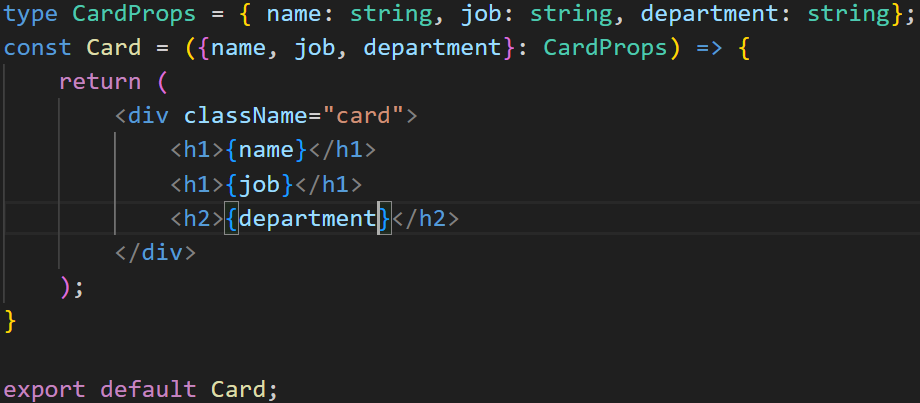 type CardProps = { name: string, job: string, department: string};
const Card = ({name, job, department}: CardProps) => {
    return (
        <div className="card">
            <h1>{name}</h1>
            <h1>{job}</h1>
            <h2>{department}</h2>
        </div>
    );
}

export default Card;